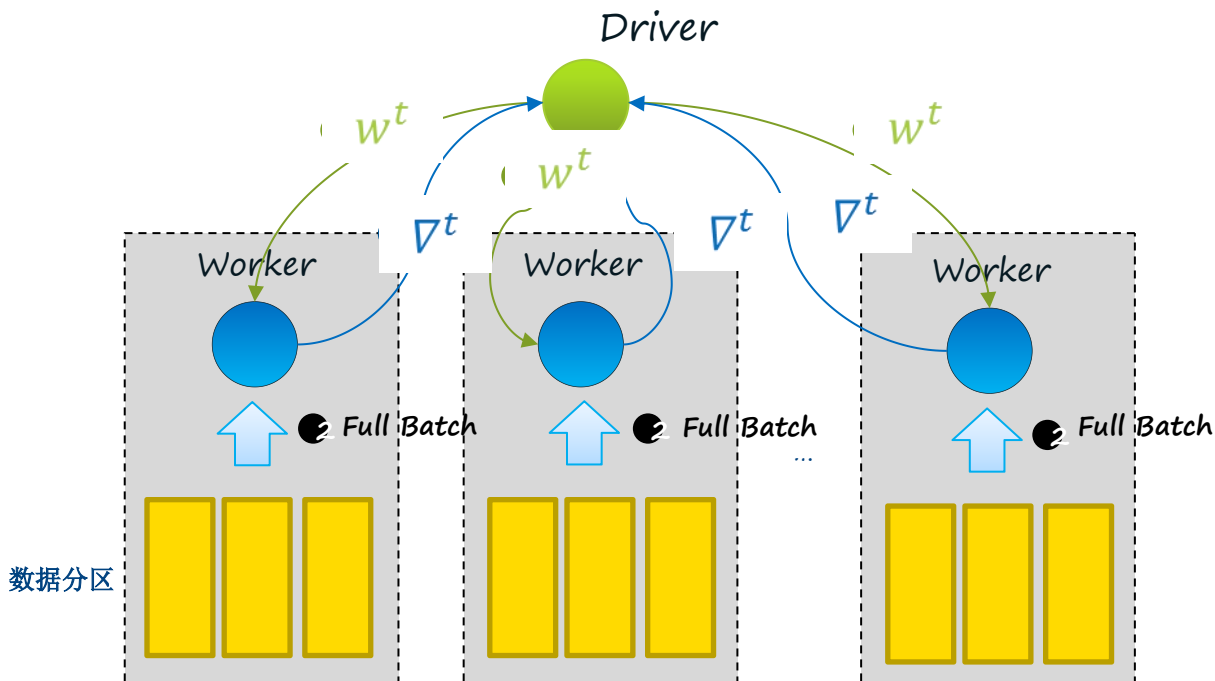 Driver
w^t
w^t
w^t
∇^t
∇^t
∇^t
Worker
Worker
Worker
2 Full Batch
2 Full Batch
2 Full Batch
...
数据分区